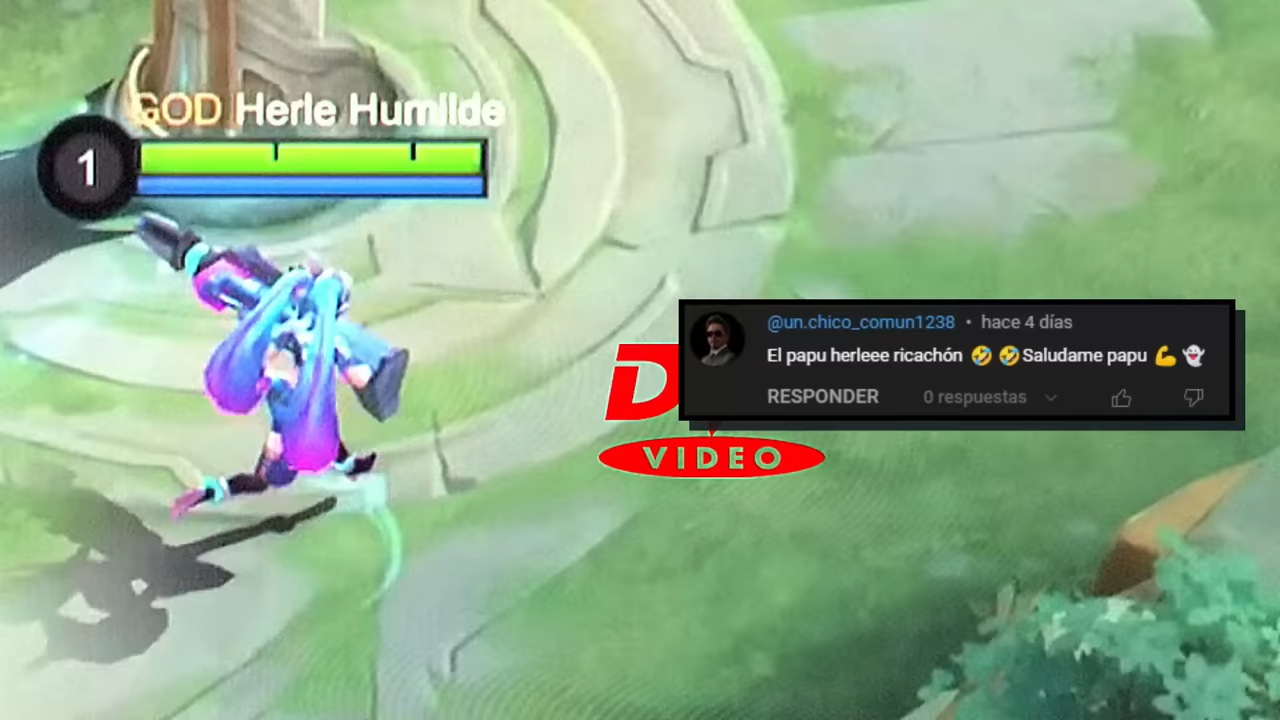 GOD Herle Humilde
1
@un.chico_comun1238 • hace 4 días
El papu herleee ricachón 🤣 🤣Saludame papu 💪 👻
RESPONDER 0 respuestas
D
VIDEO